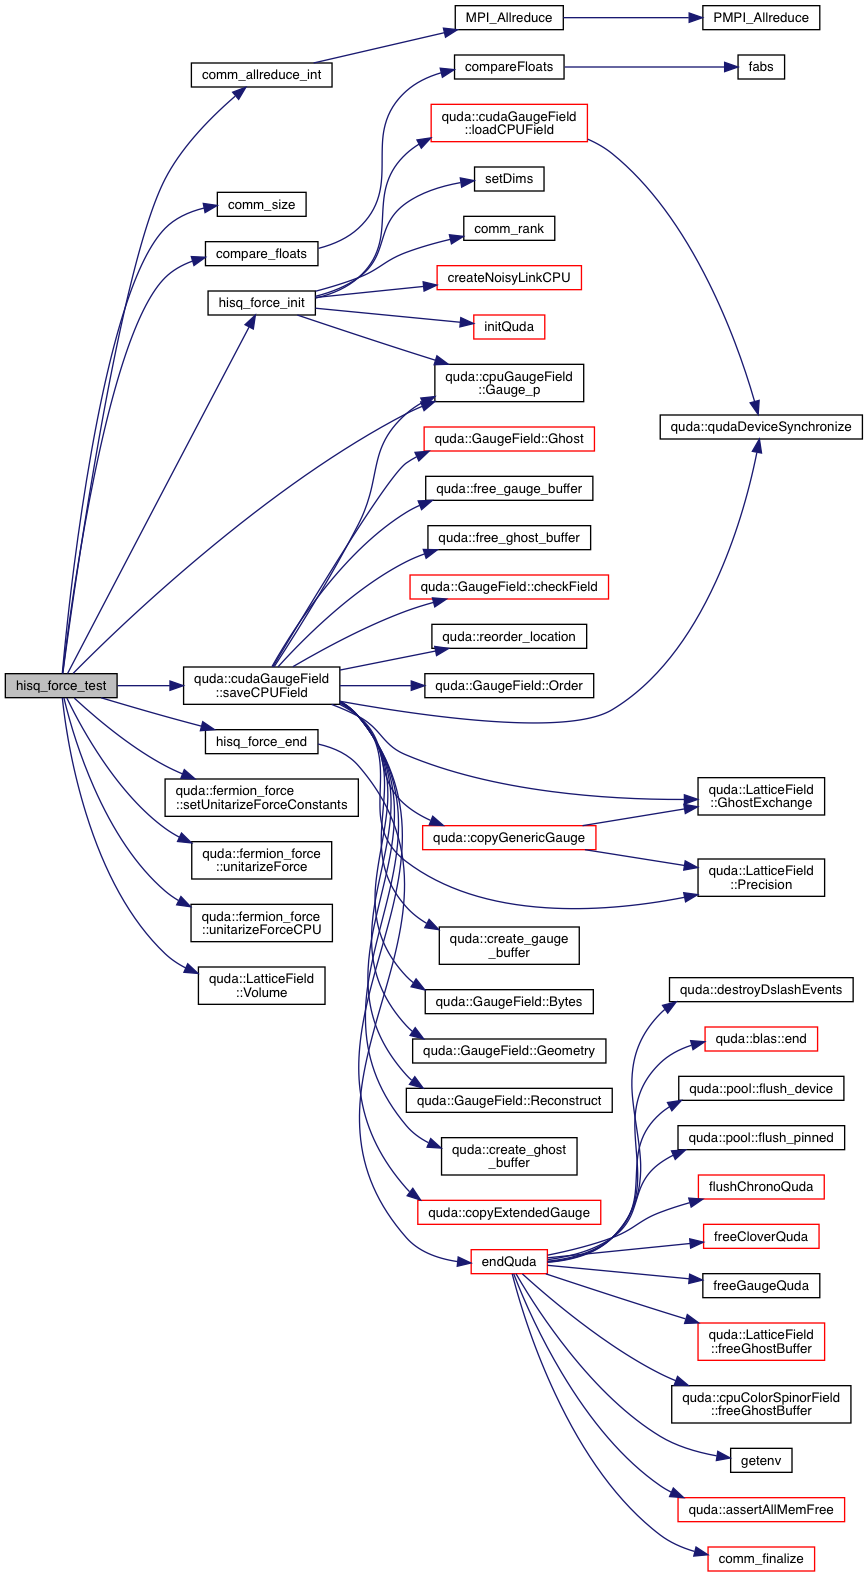 MPI_Allreduce
PMPI_Allreduce
comm_allreduce_int
compareFloats
fabs
quda::cudaGaugeField
::loadCPUField
setDims
comm_size
comm_rank
compare_floats
createNoisyLinkCPU
hisq_force_init
initQuda
quda::cpuGaugeField
::Gauge_p
quda::qudaDeviceSynchronize
quda::GaugeField::Ghost
quda::free_gauge_buffer
quda::free_ghost_buffer
quda::GaugeField::checkField
quda::reorder_location
hisq_force_test
quda::cudaGaugeField
::saveCPUField
quda::GaugeField::Order
hisq_force_end
quda::fermion_force
::setUnitarizeForceConstants
quda::LatticeField
::GhostExchange
quda::copyGenericGauge
quda::fermion_force
::unitarizeForce
quda::LatticeField
::Precision
quda::fermion_force
::unitarizeForceCPU
quda::create_gauge
_buffer
quda::LatticeField
::Volume
quda::destroyDslashEvents
quda::GaugeField::Bytes
quda::blas::end
quda::GaugeField::Geometry
quda::pool::flush_device
quda::GaugeField::Reconstruct
quda::pool::flush_pinned
quda::create_ghost
_buffer
flushChronoQuda
quda::copyExtendedGauge
freeCloverQuda
endQuda
freeGaugeQuda
quda::LatticeField
::freeGhostBuffer
quda::cpuColorSpinorField
::freeGhostBuffer
getenv
quda::assertAllMemFree
comm_finalize